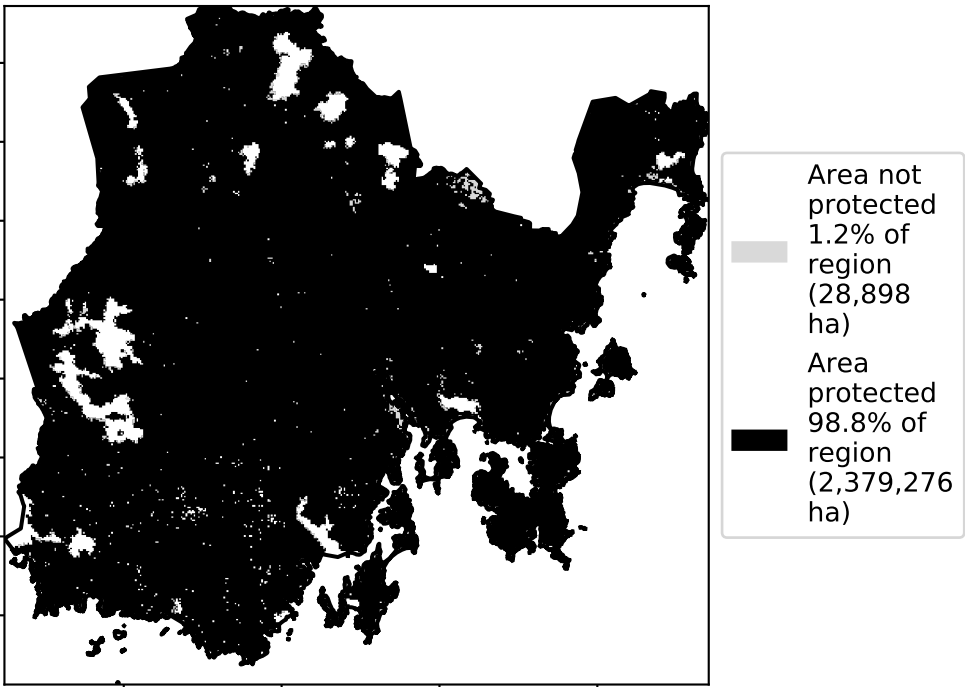 Area not
protected
1.2% of
region
(28,898
ha)
Area
protected
98.8% of
region
(2,379,276
ha)